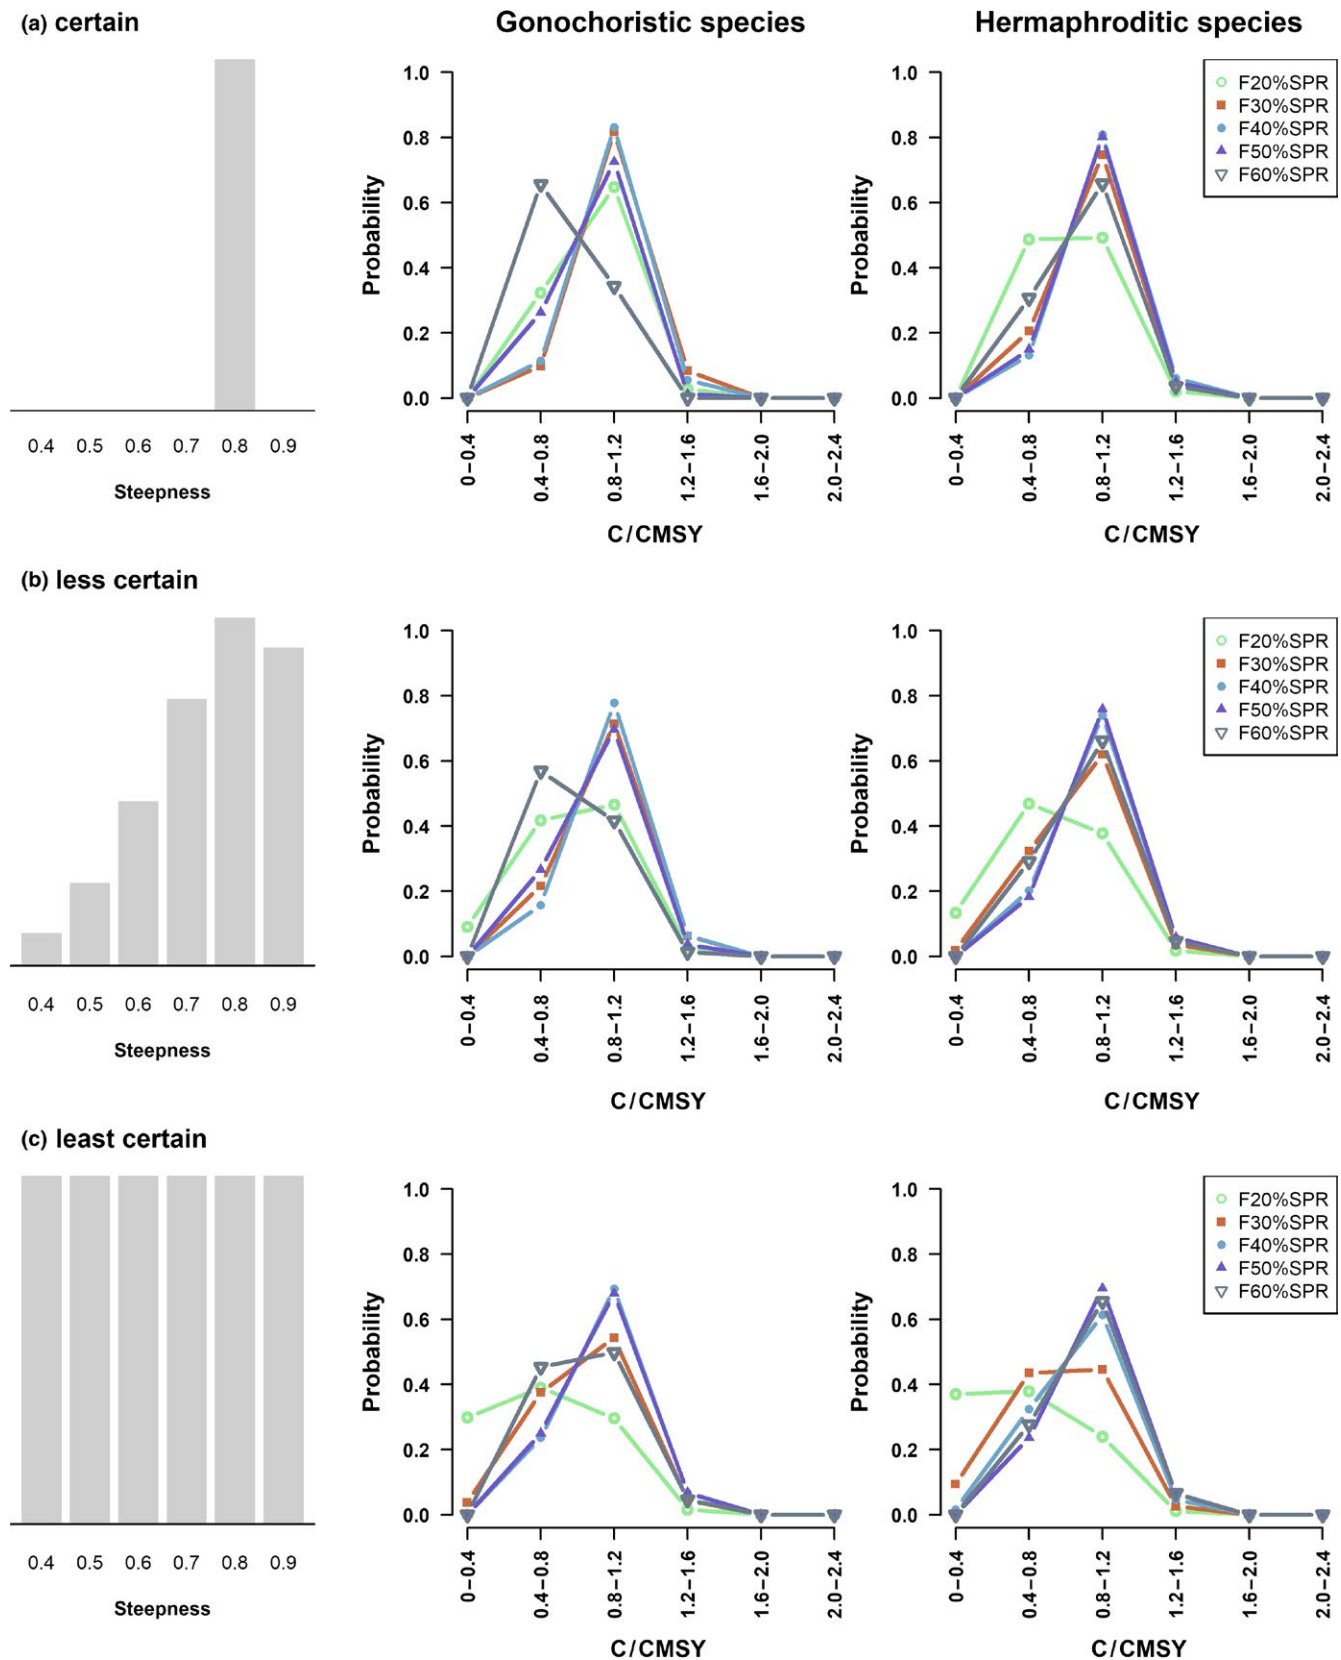 (a) certain
Gonochoristic species
Hermaphroditic species
0.4 0.5 0.6 0.7 0.8 0.9
Steepness
Probability
1.0
0.8
0.6
0.4
0.2
0.0
0–0.4
0.4–0.8
0.8–1.2
1.2–1.6
1.6–2.0
2.0–2.4
C/CMSY
Probability
1.0
0.8
0.6
0.4
0.2
0.0
0–0.4
0.4–0.8
0.8–1.2
1.2–1.6
1.6–2.0
2.0–2.4
C/CMSY
F20%SPR
F30%SPR
F40%SPR
F50%SPR
F60%SPR
(b) less certain
0.4 0.5 0.6 0.7 0.8 0.9
Steepness
Probability
1.0
0.8
0.6
0.4
0.2
0.0
0–0.4
0.4–0.8
0.8–1.2
1.2–1.6
1.6–2.0
2.0–2.4
C/CMSY
Probability
1.0
0.8
0.6
0.4
0.2
0.0
0–0.4
0.4–0.8
0.8–1.2
1.2–1.6
1.6–2.0
2.0–2.4
C/CMSY
F20%SPR
F30%SPR
F40%SPR
F50%SPR
F60%SPR
(c) least certain
0.4 0.5 0.6 0.7 0.8 0.9
Steepness
Probability
1.0
0.8
0.6
0.4
0.2
0.0
0–0.4
0.4–0.8
0.8–1.2
1.2–1.6
1.6–2.0
2.0–2.4
C/CMSY
Probability
1.0
0.8
0.6
0.4
0.2
0.0
0–0.4
0.4–0.8
0.8–1.2
1.2–1.6
1.6–2.0
2.0–2.4
C/CMSY
F20%SPR
F30%SPR
F40%SPR
F50%SPR
F60%SPR